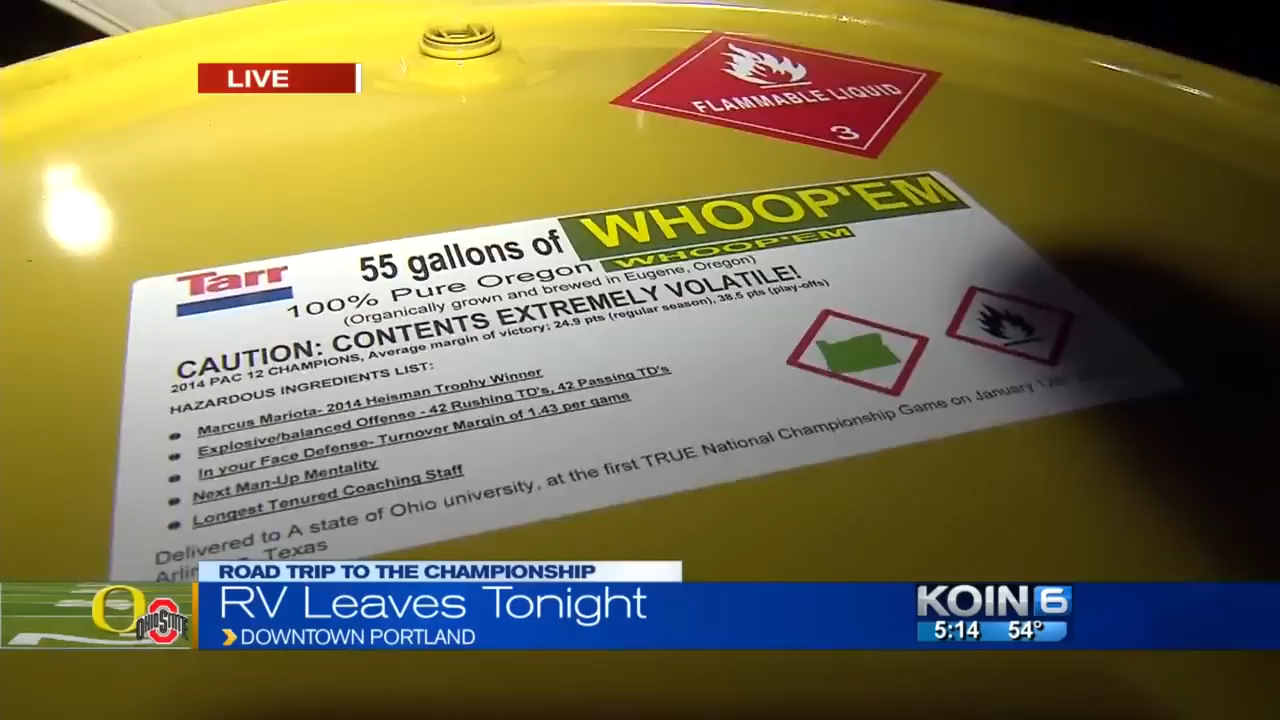 LIVE
FLAMMABLE LIQUID
3
Tarr
55 gallons of WHOOP'EM
WHOOP'EM
100% Pure Oregon
(Organically grown and brewed in Eugene, Oregon)
CAUTION: CONTENTS EXTREMELY VOLATILE!
2014 PAC 12 CHAMPIONS, Average margin of victory: 24.9 pts (regular season), 38.5 pts (play-offs)
HAZARDOUS INGREDIENTS LIST:
Marcus Mariota- 2014 Heisman Trophy Winner
Explosive/balanced Offense - 42 Rushing TD's, 42 Passing TD's
In your Face Defense- Turnover Margin of 1.43 per game
Next Man-Up Mentality
Longest Tenured Coaching Staff
Delivered to A state of Ohio university, at the first TRUE National Championship Game on January
Texas
ROAD TRIP TO THE CHAMPIONSHIP
RV Leaves Tonight
DOWNTOWN PORTLAND
O
OHIO STATE
KOIN 6
5:14 54°